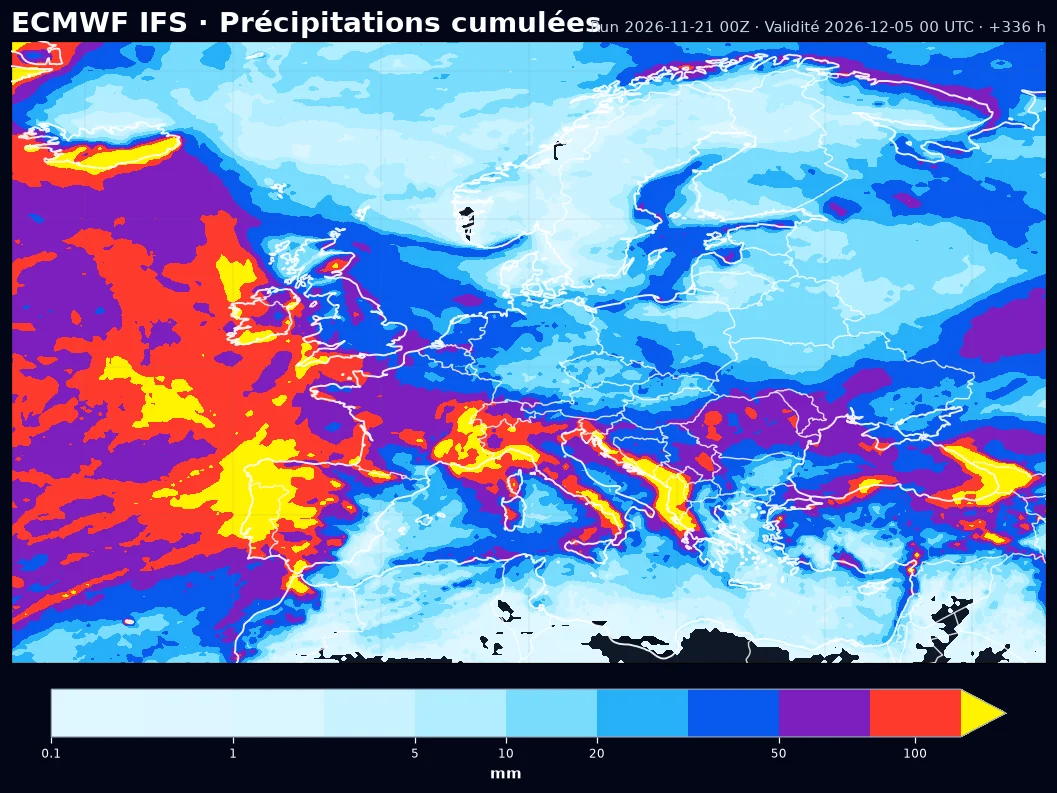 ECMWF IFS · Précipitations cumulées
Run 2026-11-21 00Z · Validité 2026-12-05 00 UTC · +336 h
0.1 1 5 10 20 50 100
mm